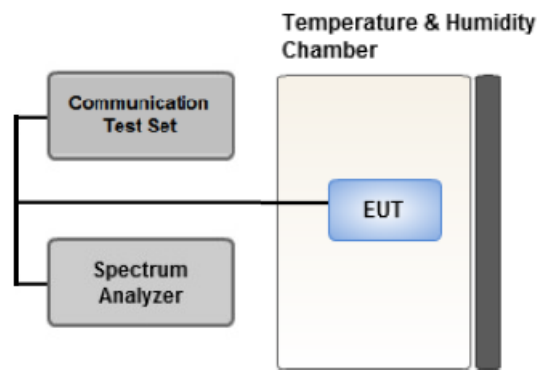 Temperature & Humidity
Chamber
Communication
Test Set
EUT
Spectrum
Analyzer